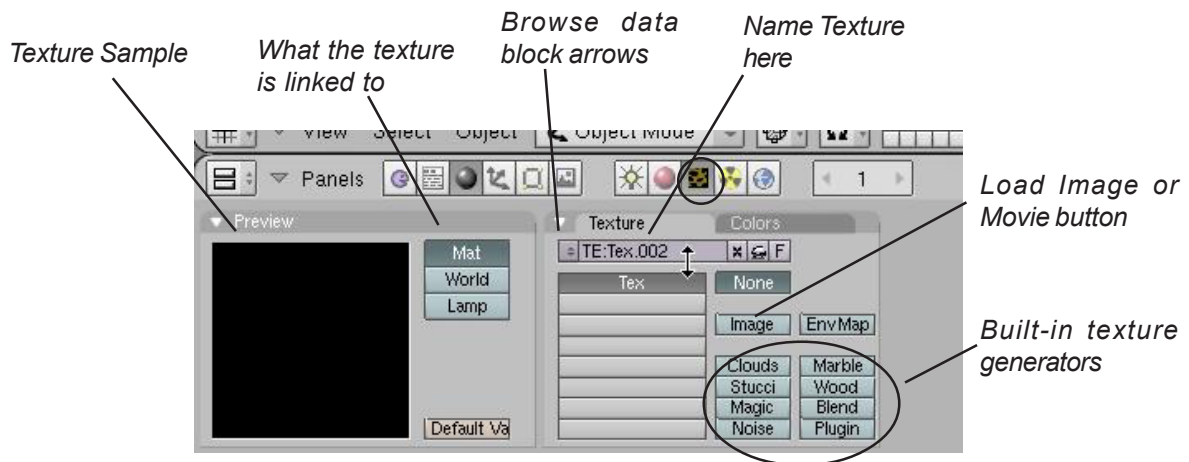 Browse data
block arrows
Name Texture
here
Texture Sample
What the texture
is linked to
View Select Object Object Mode
Panels 1
Load Image or
Movie button
Preview
Texture Colors
Mat
World
Lamp
TE:Tex.002 F
Tex None
Image EnvMap
Built-in texture
generators
Clouds Marble
Stucci Wood
Magic Blend
Noise Plugin
Default Va